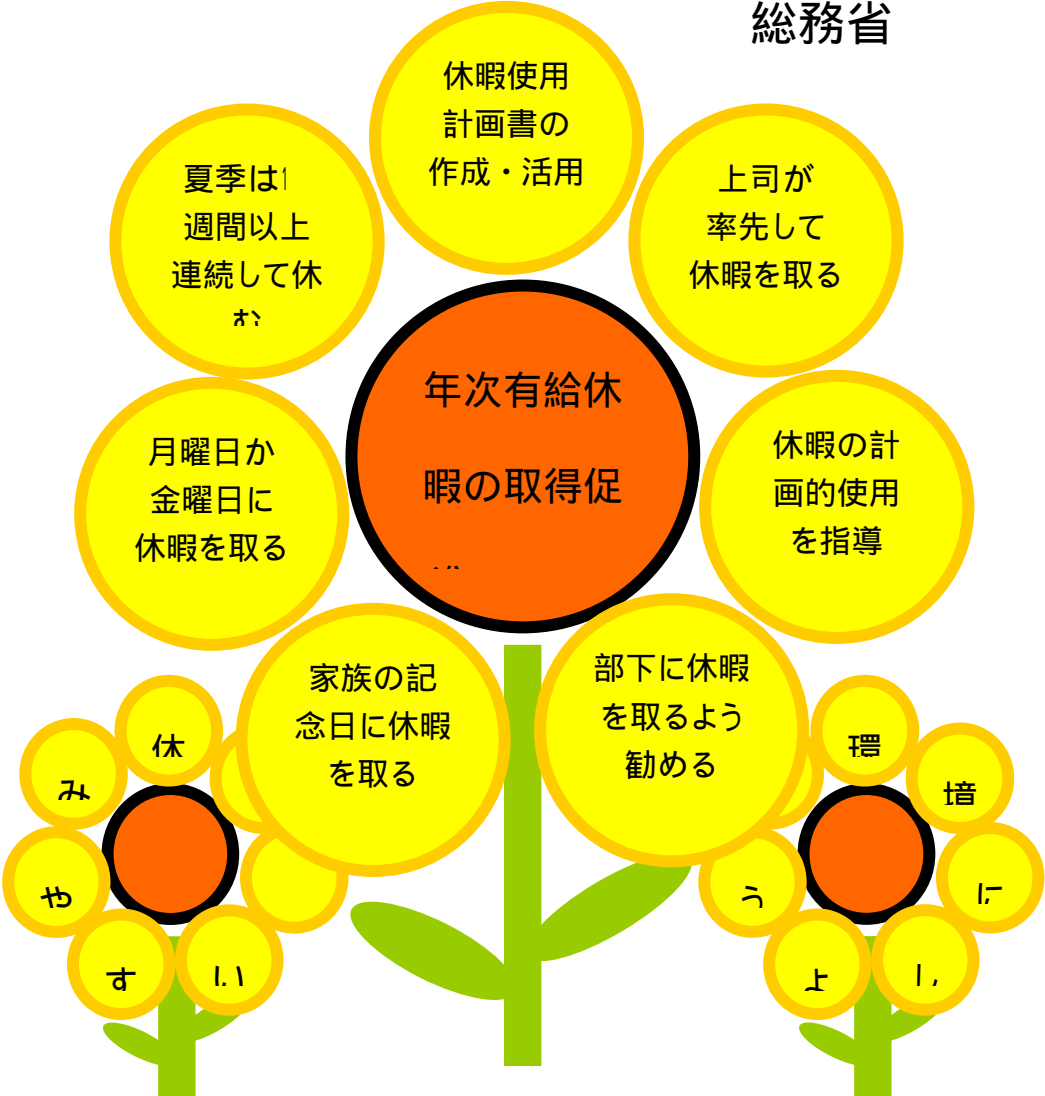 総務省
休暇使用
計画書の
作成・活用
上司が
率先して
休暇を取る
休暇の計
画的使用
を指導
部下に休暇
を取るよう
勧める
家族の記
念日に休暇
を取る
月曜日か
金曜日に
休暇を取る
夏季は1
週間以上
連続して休
む
年次有給休
暇の取得促
進
休
み
や
す
い
環
境
に
し
よ
う